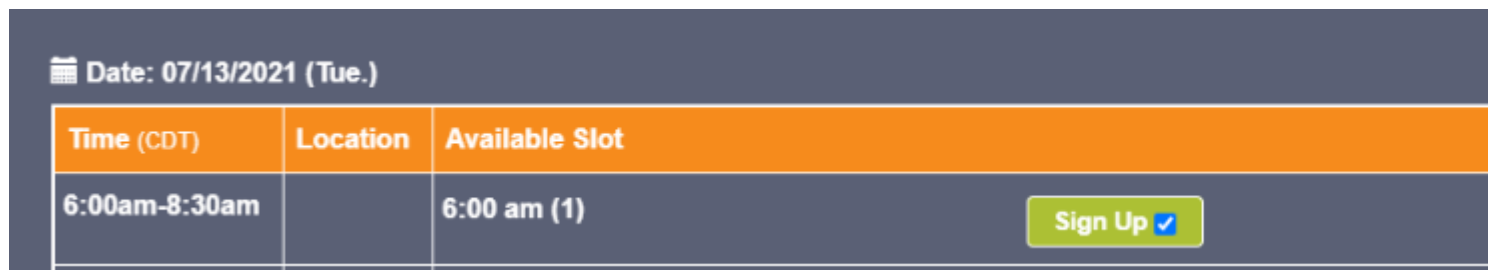 Date: 07/13/2021 (Tue.)
Time (CDT) Location Available Slot
6:00am-8:30am 6:00 am (1) Sign Up